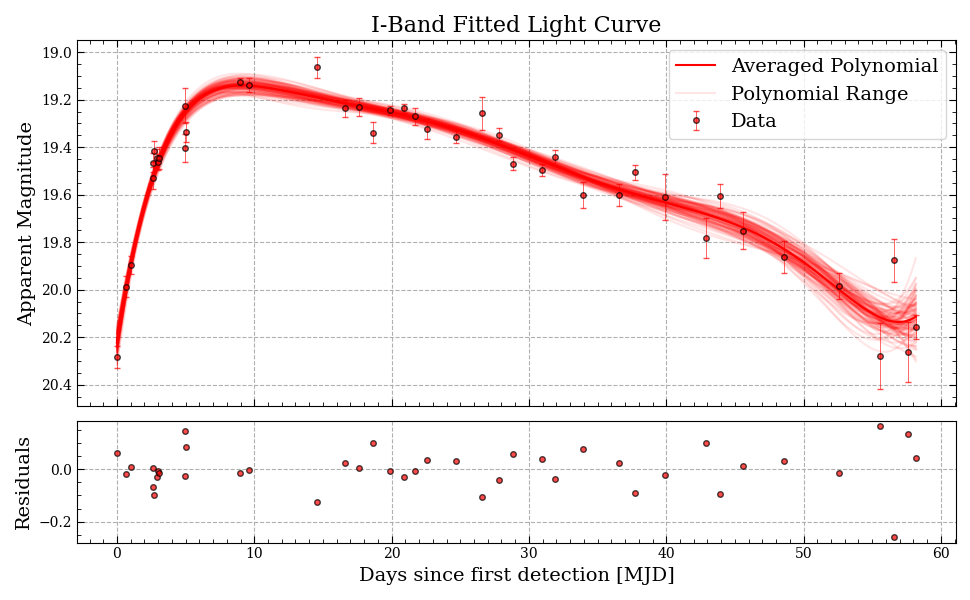 I-Band Fitted Light Curve
Apparent Magnitude
19.0
19.2
19.4
19.6
19.8
20.0
20.2
20.4
Averaged Polynomial
Polynomial Range
Data
Residuals
0.0
−0.2
0 10 20 30 40 50 60
Days since first detection [MJD]